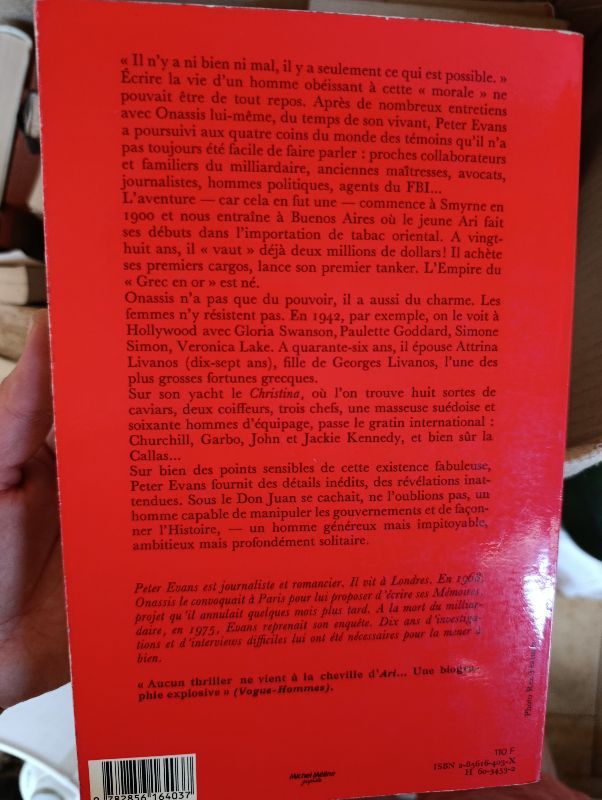 « Il n'y a ni bien ni mal, il y a seulement ce qui est possible. »
Écrire la vie d'un homme obéissant à cette « morale » ne
pouvait être de tout repos. Après de nombreux entretiens
avec Onassis lui-même, du temps de son vivant, Peter Evans
a poursuivi aux quatre coins du monde des témoins qu'il n'a
pas toujours été facile de faire parler : proches collaborateurs
et familiers du milliardaire, anciennes maîtresses, avocats,
journalistes, hommes politiques, agents du FBI...
L'aventure — car cela en fut une — commence à Smyrne en
1900 et nous entraîne à Buenos Aires où le jeune Ari fait
ses débuts dans l'importation de tabac oriental. A vingt-
huit ans, il « vaut » déjà deux millions de dollars! Il achète
ses premiers cargos, lance son premier tanker. L'Empire du
« Grec en or » est né.
Onassis n'a pas que du pouvoir, il a aussi du charme. Les
femmes n'y résistent pas. En 1942, par exemple, on le voit à
Hollywood avec Gloria Swanson, Paulette Goddard, Simone
Simon, Veronica Lake. A quarante-six ans, il épouse Attrina
Livanos (dix-sept ans), fille de Georges Livanos, l'une des
plus grosses fortunes grecques.
Sur son yacht le Christina, où l'on trouve huit sortes de
caviars, deux coiffeurs, trois chefs, une masseuse suédoise et
soixante hommes d'équipage, passe le gratin international :
Churchill, Garbo, John et Jackie Kennedy, et bien sûr la
Callas...
Sur bien des points sensibles de cette existence fabuleuse,
Peter Evans fournit des détails inédits, des révélations inat-
tendues. Sous le Don Juan se cachait, ne l'oublions pas, un
homme capable de manipuler les gouvernements et de façon-
ner l'Histoire, — un homme généreux mais impitoyable,
ambitieux mais profondément solitaire.
Peter Evans est journaliste et romancier. Il vit à Londres. En 1968,
Onassis le convoquait à Paris pour lui proposer d'écrire ses Mémoires,
projet qu'il annulait quelques mois plus tard. A la mort du milliar-
daire, en 1975, Evans reprenait son enquête. Dix ans d'investiga-
tions et d'interviews difficiles lui ont été nécessaires pour la mener à
bien.
« Aucun thriller ne vient à la cheville d'Ari... Une biogra-
phie explosive » (Vogue-Hommes).
Photo
110 F
ISBN 2-85616-403-X
H 60-3453-2
Michel Méline
9 782856 164037